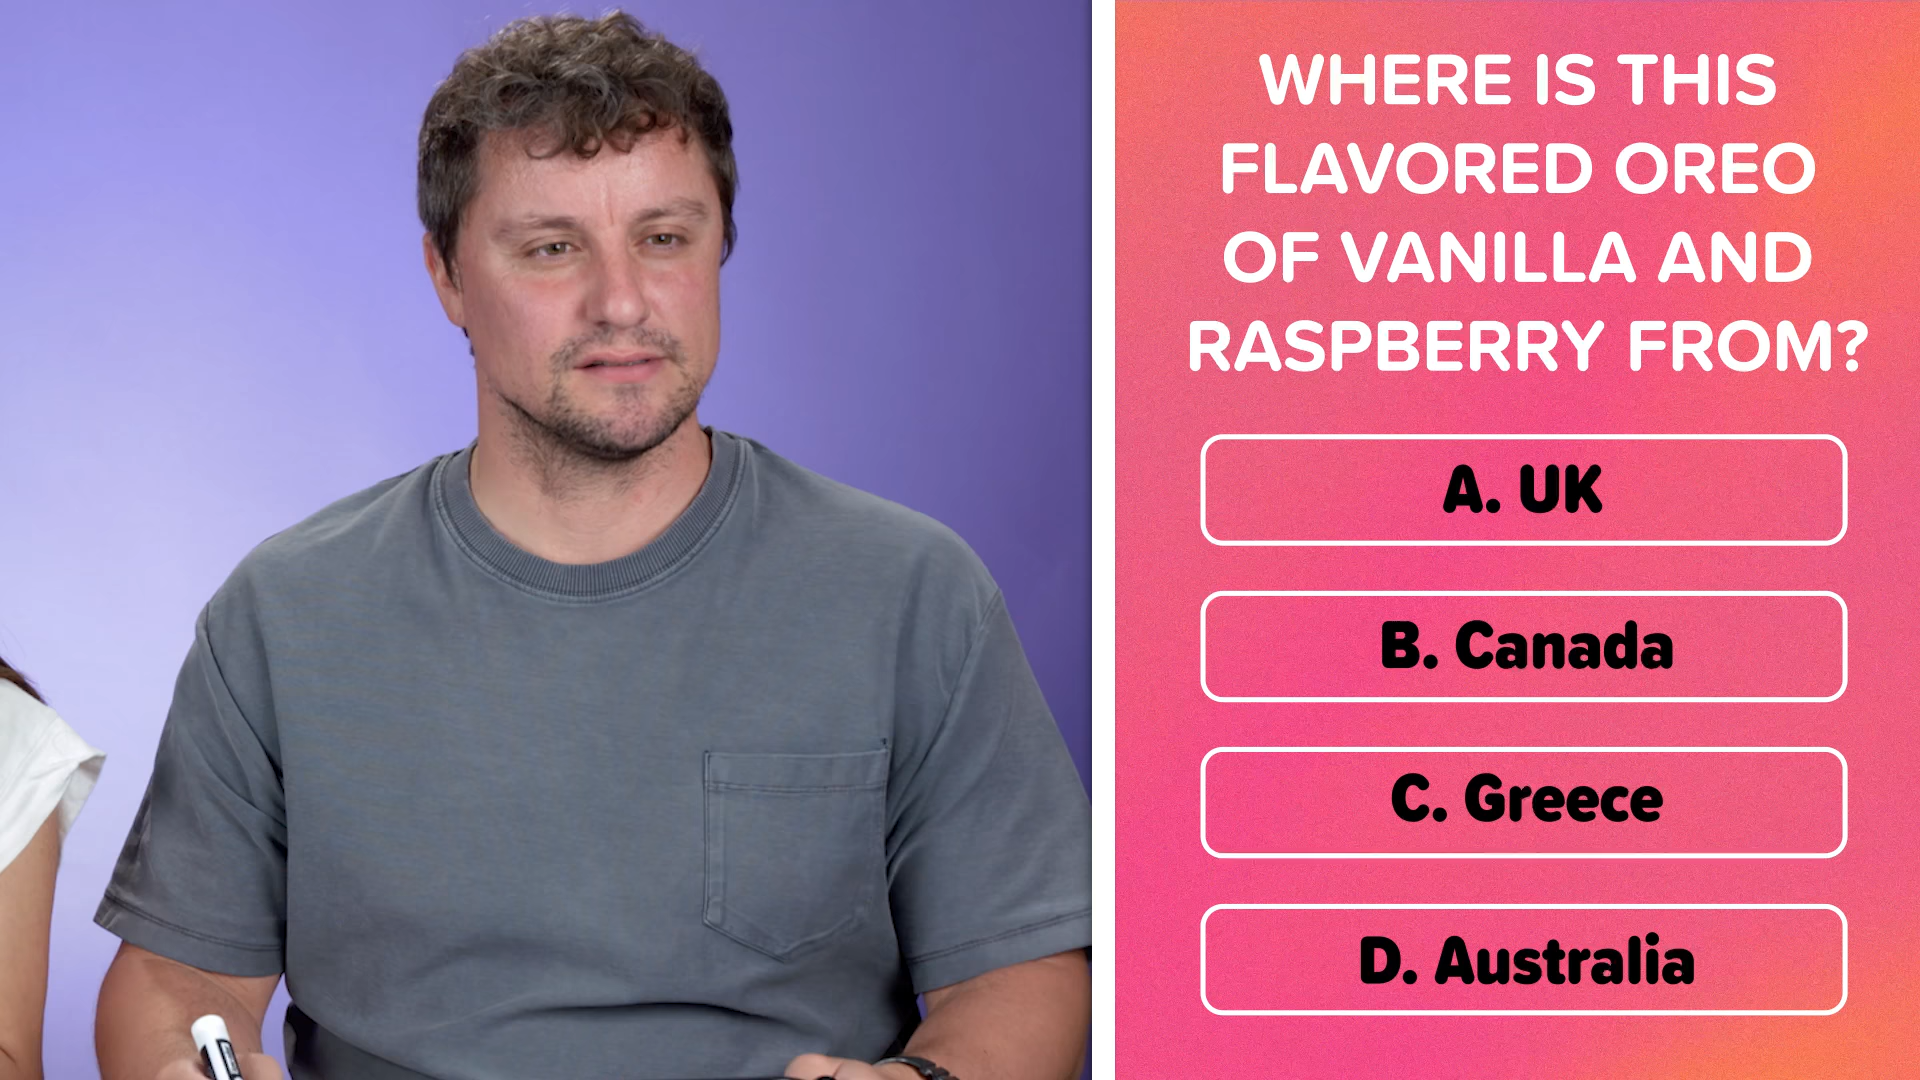 WHERE IS THIS
FLAVORED OREO
OF VANILLA AND
RASPBERRY FROM?
A. UK
B. Canada
C. Greece
D. Australia